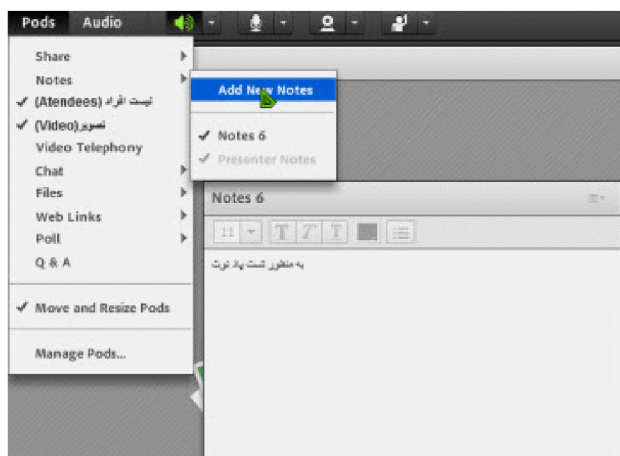 Pods Audio
Share
Notes
لیست افراد (Atendees)
تصویر(Video)
Video Telephony
Chat
Files
Web Links
Poll
Q & A
Move and Resize Pods
Manage Pods...
Add New Notes
Notes 6
Presenter Notes
Notes 6
11 T T T
به منظور تست پاد نوت